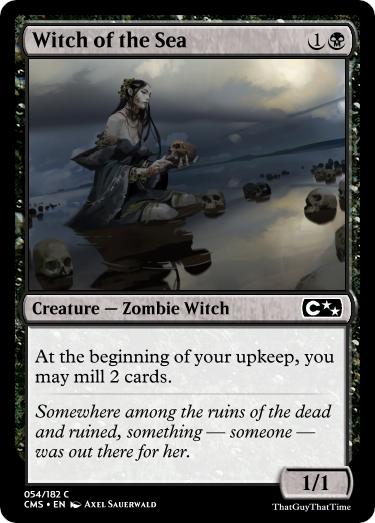 Witch of the Sea 1
Creature — Zombie Witch
C
At the beginning of your upkeep, you
may mill 2 cards.
Somewhere among the ruins of the dead
and ruined, something — someone —
was out there for her.
1/1
054/182 C
CMS • EN Axel Sauerwald
ThatGuyThatTime